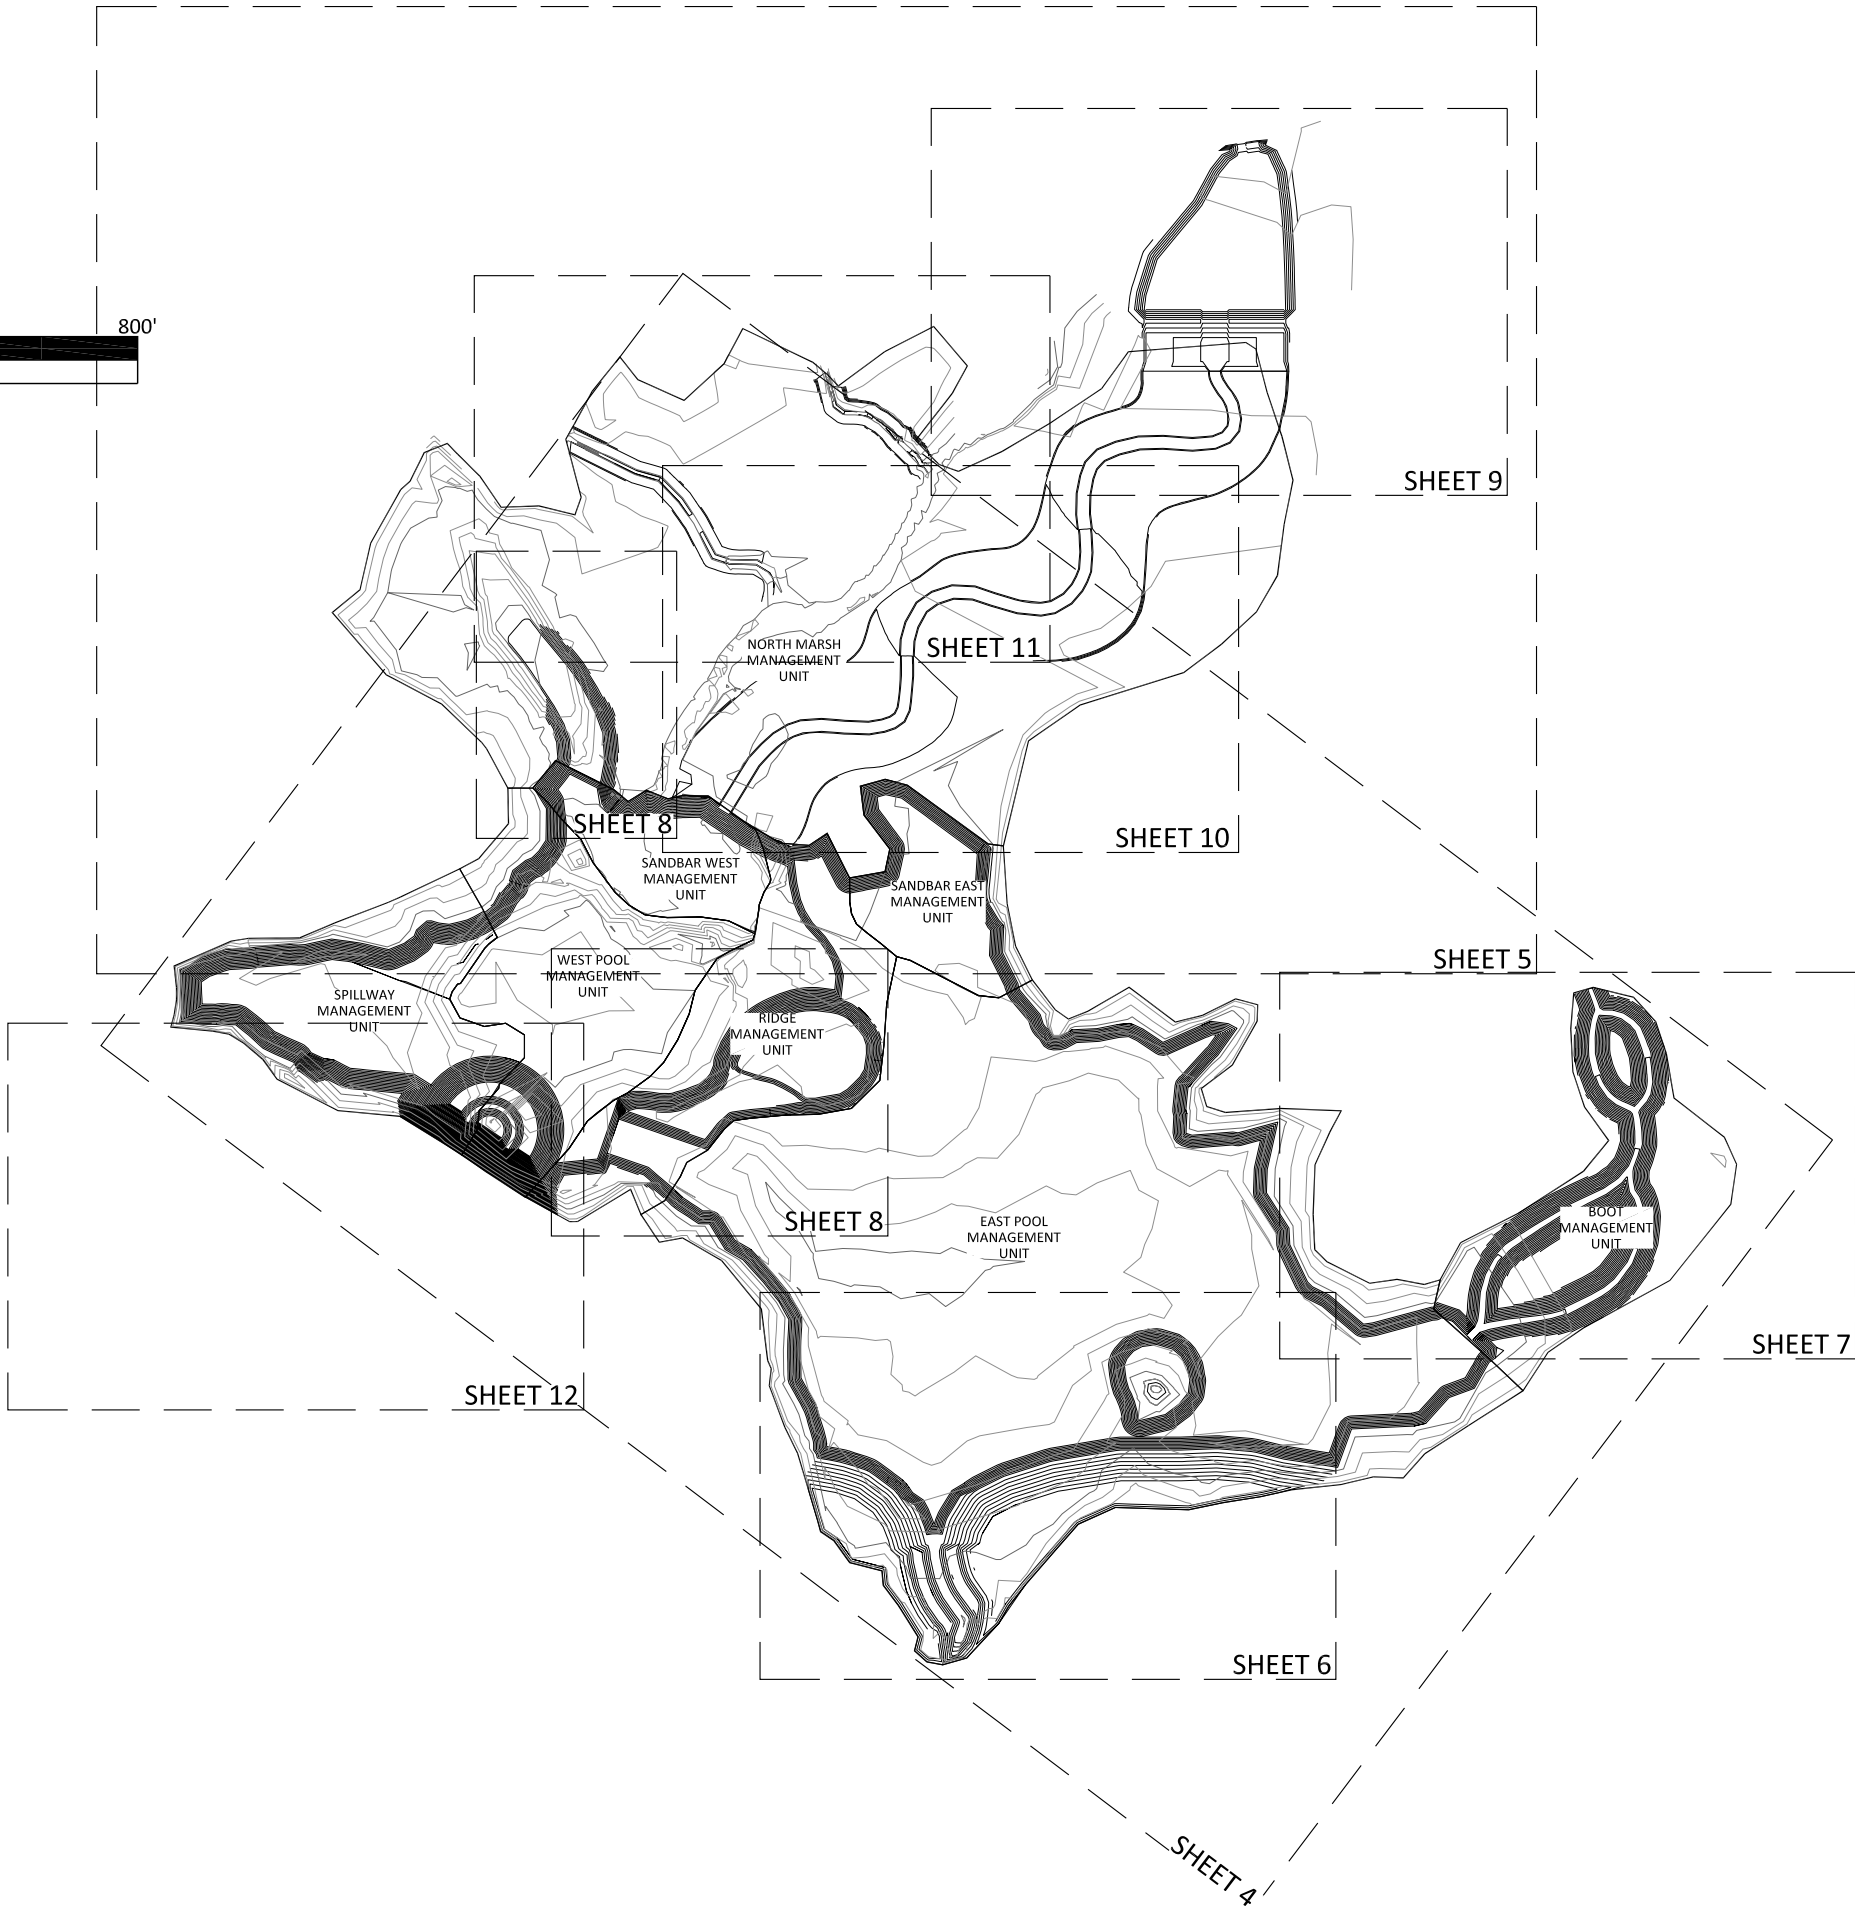 800'
SHEET 9
NORTH MARSH
MANAGEMENT
UNIT
SHEET 11
SHEET 8
SHEET 10
SANDBAR WEST
MANAGEMENT
UNIT
SANDBAR EAST
MANAGEMENT
UNIT
WEST POOL
MANAGEMENT
UNIT
SHEET 5
SPILLWAY
MANAGEMENT
UNIT
RIDGE
MANAGEMENT
UNIT
SHEET 8
EAST POOL
MANAGEMENT
UNIT
BOOT
MANAGEMENT
UNIT
SHEET 7
SHEET 12
SHEET 6
SHEET 4